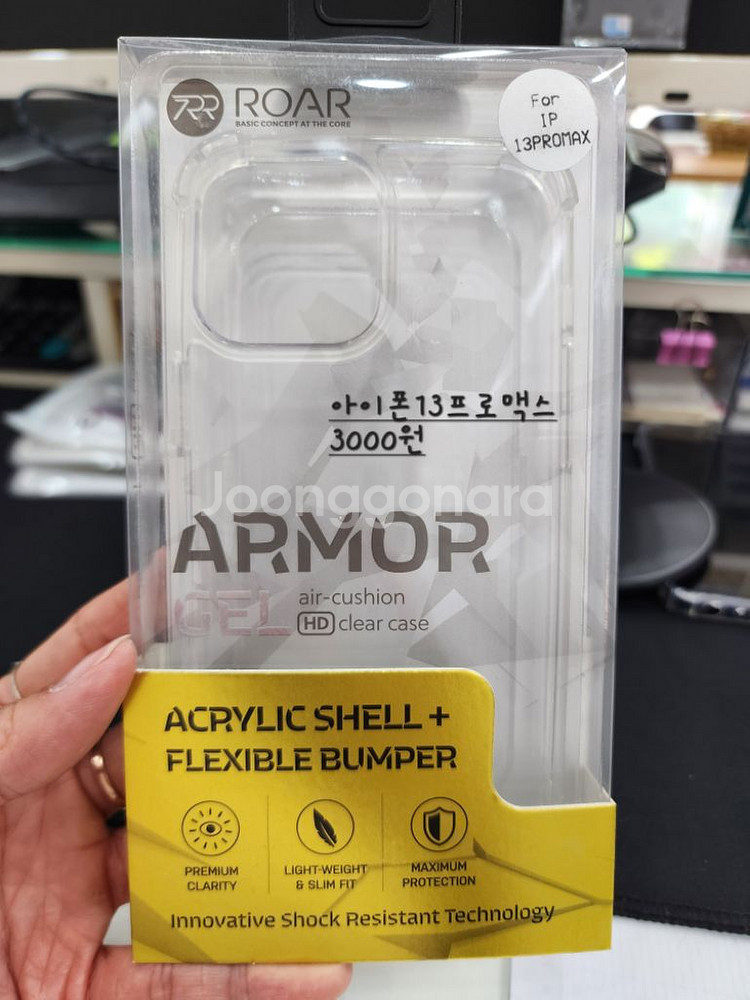 ROAR
BASIC CONCEPT AT THE CORE
For
IP
13PROMAX
아이폰13프로맥스
3000원
Joonggonara
ARMOR
GEL
air-cushion
HD clear case
ACRYLIC SHELL +
FLEXIBLE BUMPER
PREMIUM
CLARITY
LIGHT-WEIGHT
& SLIM FIT
MAXIMUM
PROTECTION
Innovative Shock Resistant Technology